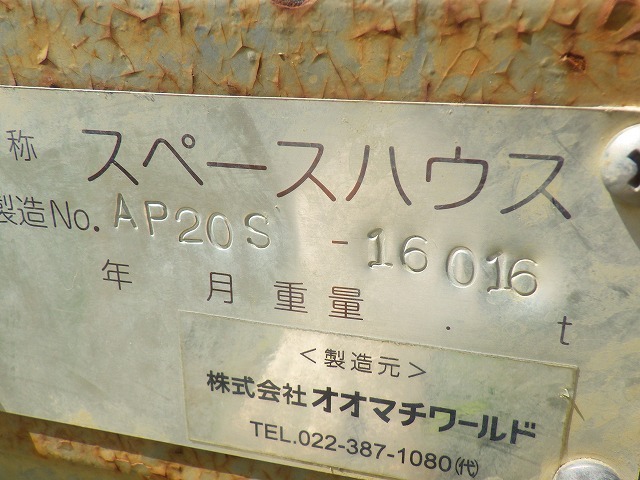 称 スペースハウス
製造No. AP20S -16016
年 月 重量 . t
<製造元>
株式会社オオマチワールド
TEL.022-387-1080(代)